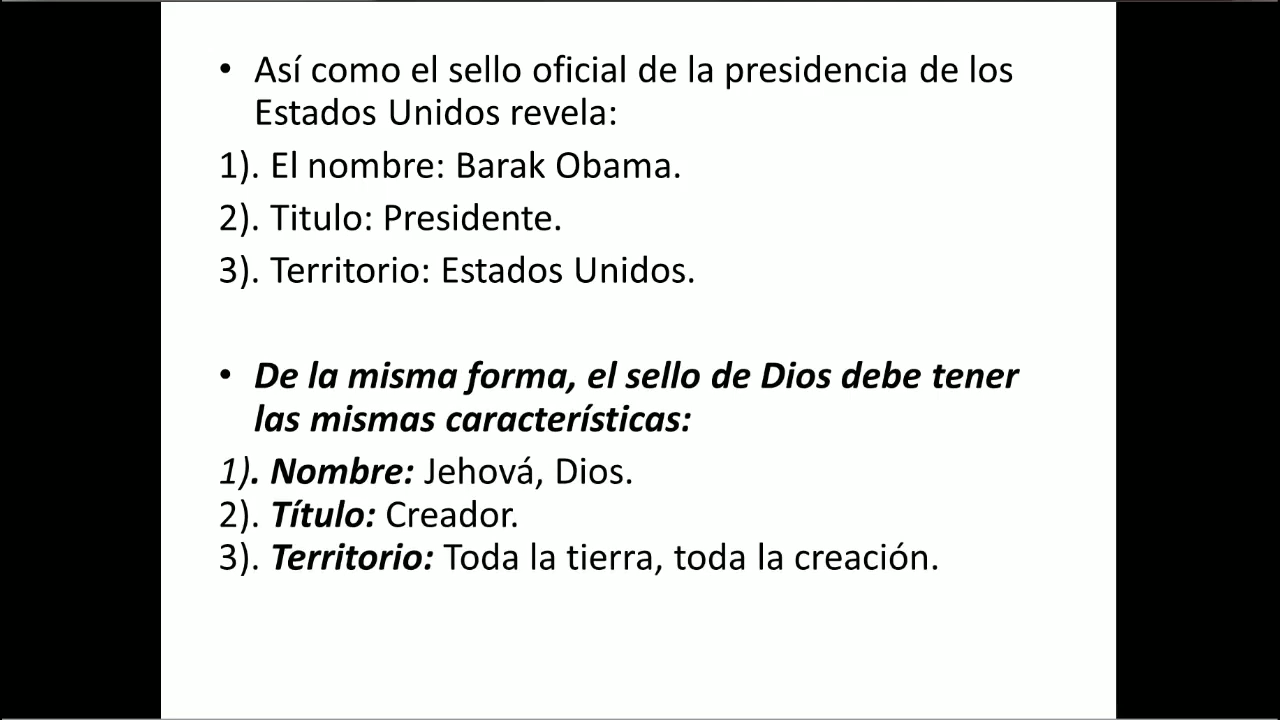 • Así como el sello oficial de la presidencia de los
Estados Unidos revela:
1). El nombre: Barak Obama.
2). Titulo: Presidente.
3). Territorio: Estados Unidos.
• De la misma forma, el sello de Dios debe tener
las mismas características:
1). Nombre: Jehová, Dios.
2). Título: Creador.
3). Territorio: Toda la tierra, toda la creación.